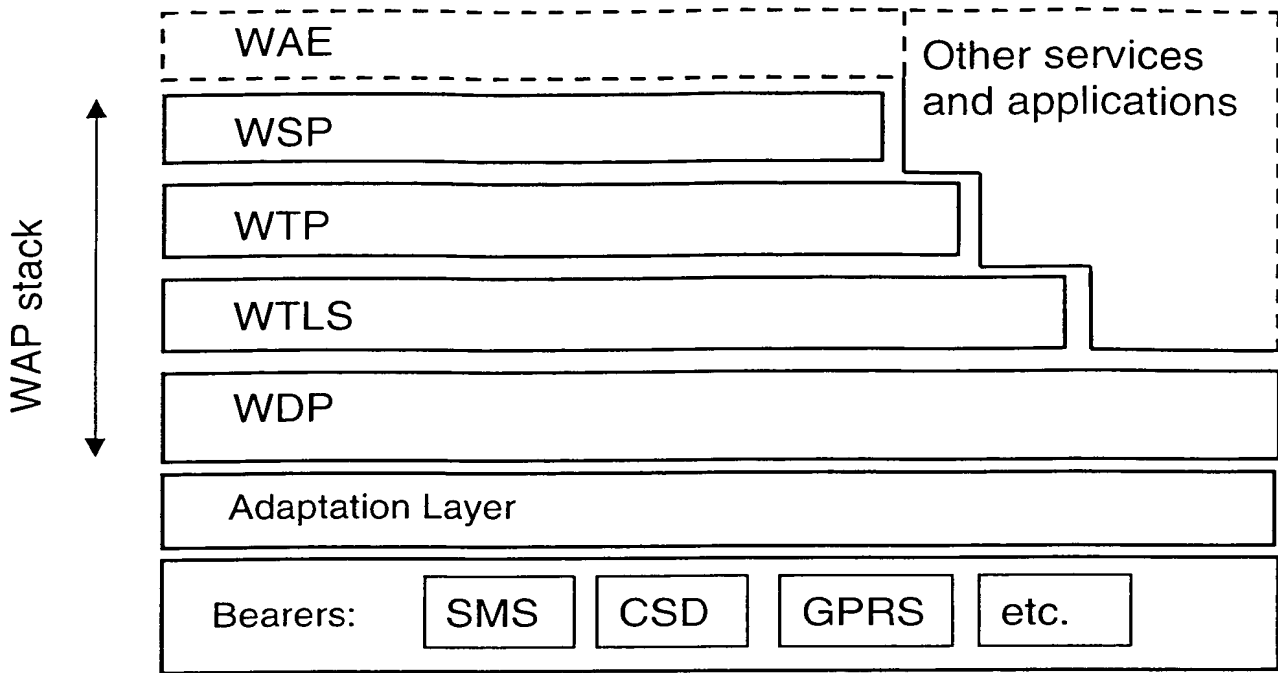 WAE
Other services
and applications
WSP
WTP
WAP stack
WTLS
WDP
Adaptation Layer
Bearers: SMS CSD GPRS etc.